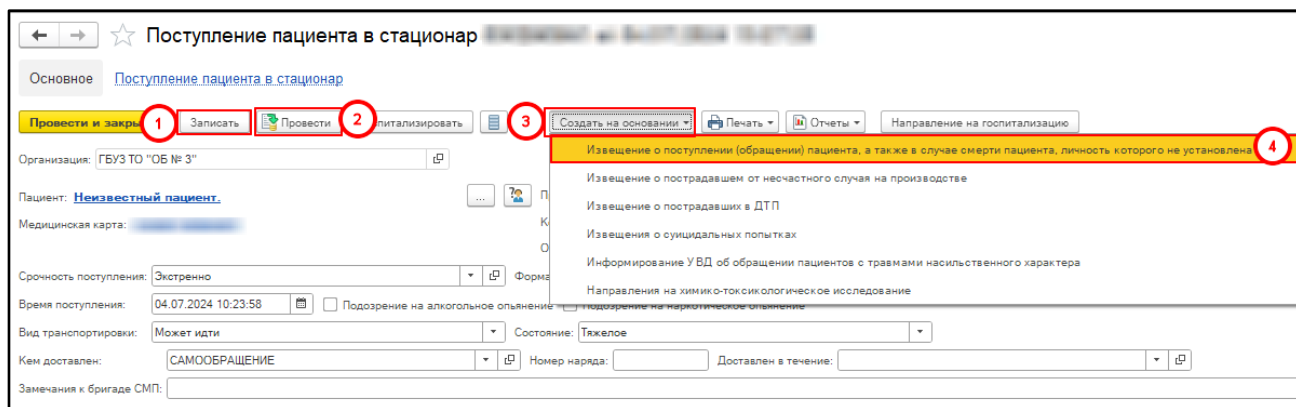 Поступление пациента в стационар
Основное Поступление пациента в стационар
Провести и закры 1 Записать Провести 2 питализировать 3 Создать на основании Печать Отчеты Направление на госпитализацию
Организация: ГБУЗ ТО "ОБ № 3"
Извещение о поступлении (обращении) пациента, а также в случае смерти пациента, личность которого не установлена 4
Извещение о пострадавшем от несчастного случая на производстве
Пациент: Неизвестный пациент. ...
Извещение о пострадавших в ДТП
Медицинская карта:
Извещения о суицидальных попытках
Информирование УВД об обращении пациентов с травмами насильственного характера
Срочность поступления: Экстренно Форма
Направления на химико-токсикологическое исследование
Время поступления: 04.07.2024 10:23:58 Подозрение на алкогольное опьянение Подозрение на наркотическое опьянение
Вид транспортировки: Может идти Состояние: Тяжелое
Кем доставлен: САМООБРАЩЕНИЕ Номер наряда: Доставлен в течение:
Замечания к бригаде СМП: